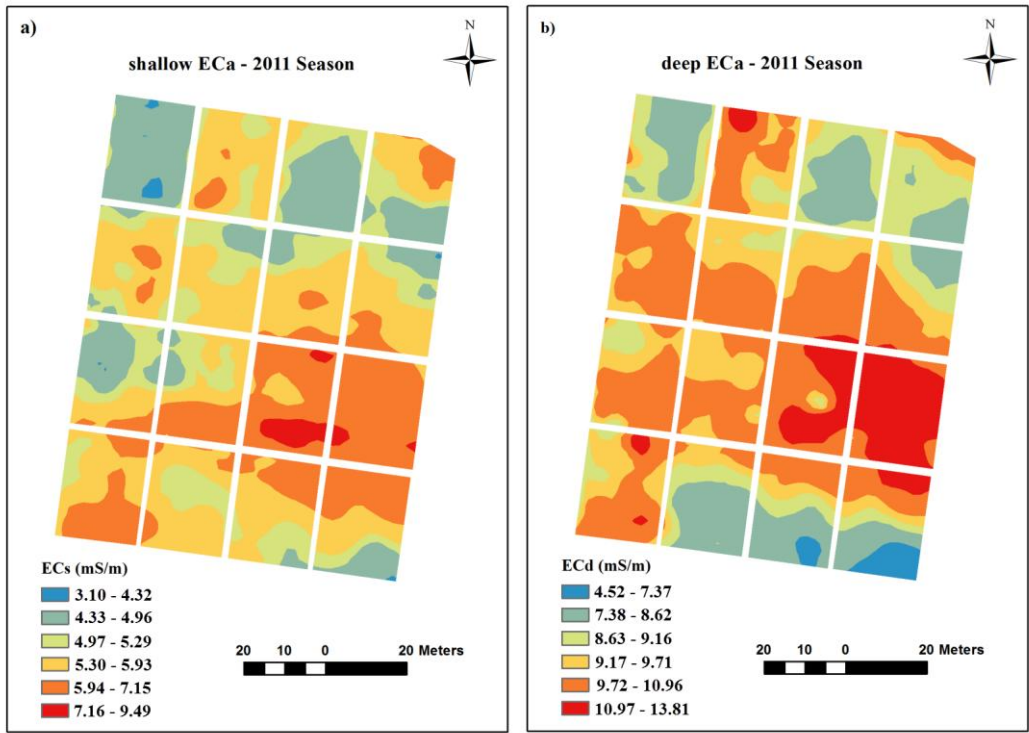 a)
N
shallow ECa - 2011 Season
ECs (mS/m)
3.10 - 4.32
4.33 - 4.96
4.97 - 5.29
5.30 - 5.93
5.94 - 7.15
7.16 - 9.49
20 10 0 20 Meters
b)
N
deep ECa - 2011 Season
ECd (mS/m)
4.52 - 7.37
7.38 - 8.62
8.63 - 9.16
9.17 - 9.71
9.72 - 10.96
10.97 - 13.81
20 10 0 20 Meters